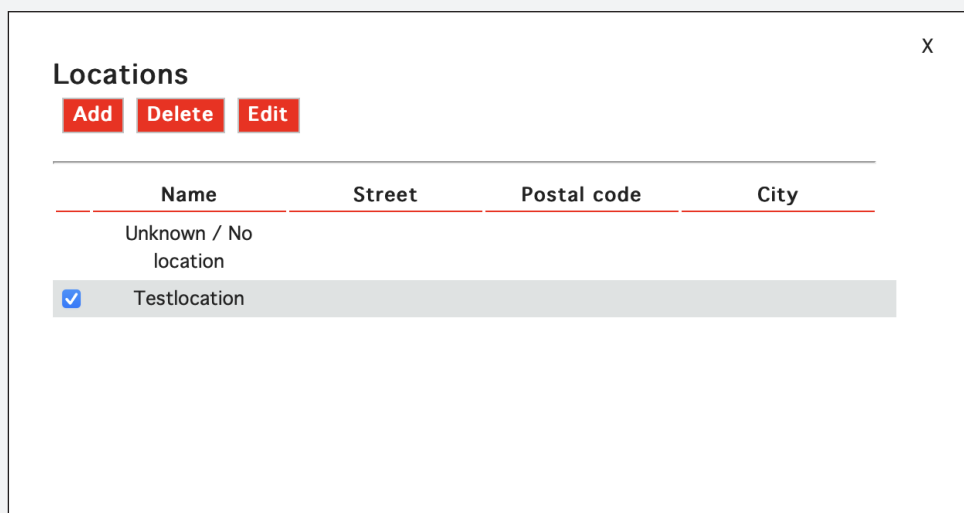 X
Locations
Add Delete Edit
Name Street Postal code City
Unknown / No
location
Testlocation